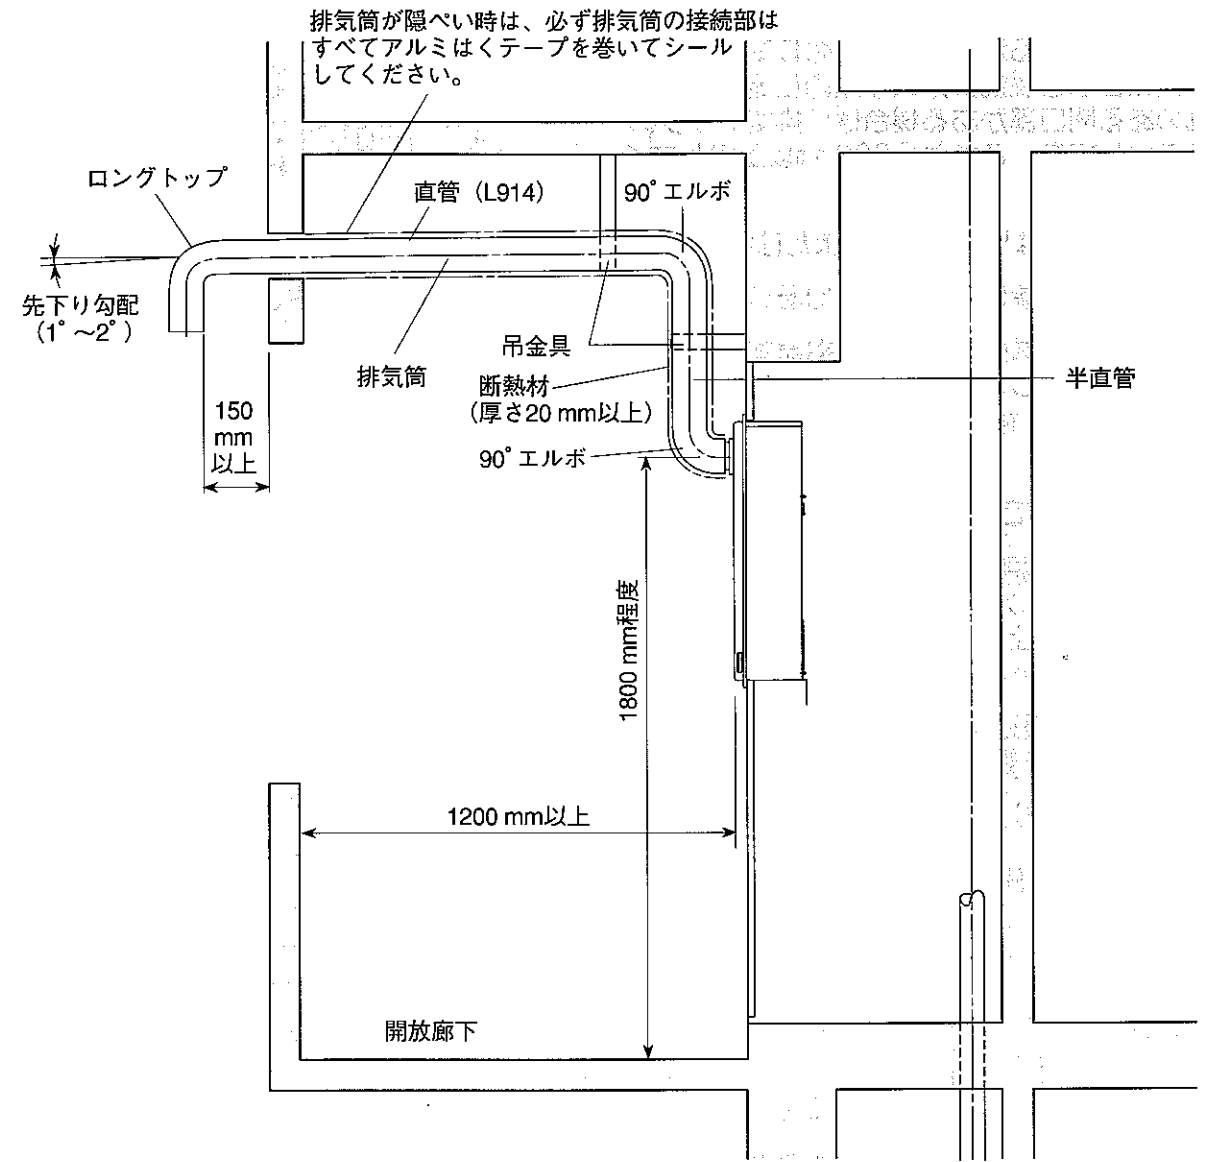 排気筒が隠ぺい時は、必ず排気筒の接続部は
すべてアルミはくテープを巻いてシール
してください。
ロングトップ
直管（L914）
90°エルボ
先下り勾配
（1°～2°）
吊金具
排気筒
断熱材
（厚さ20 mm以上）
半直管
150
mm
以上
90°エルボ
1800 mm程度
1200 mm以上
開放廊下